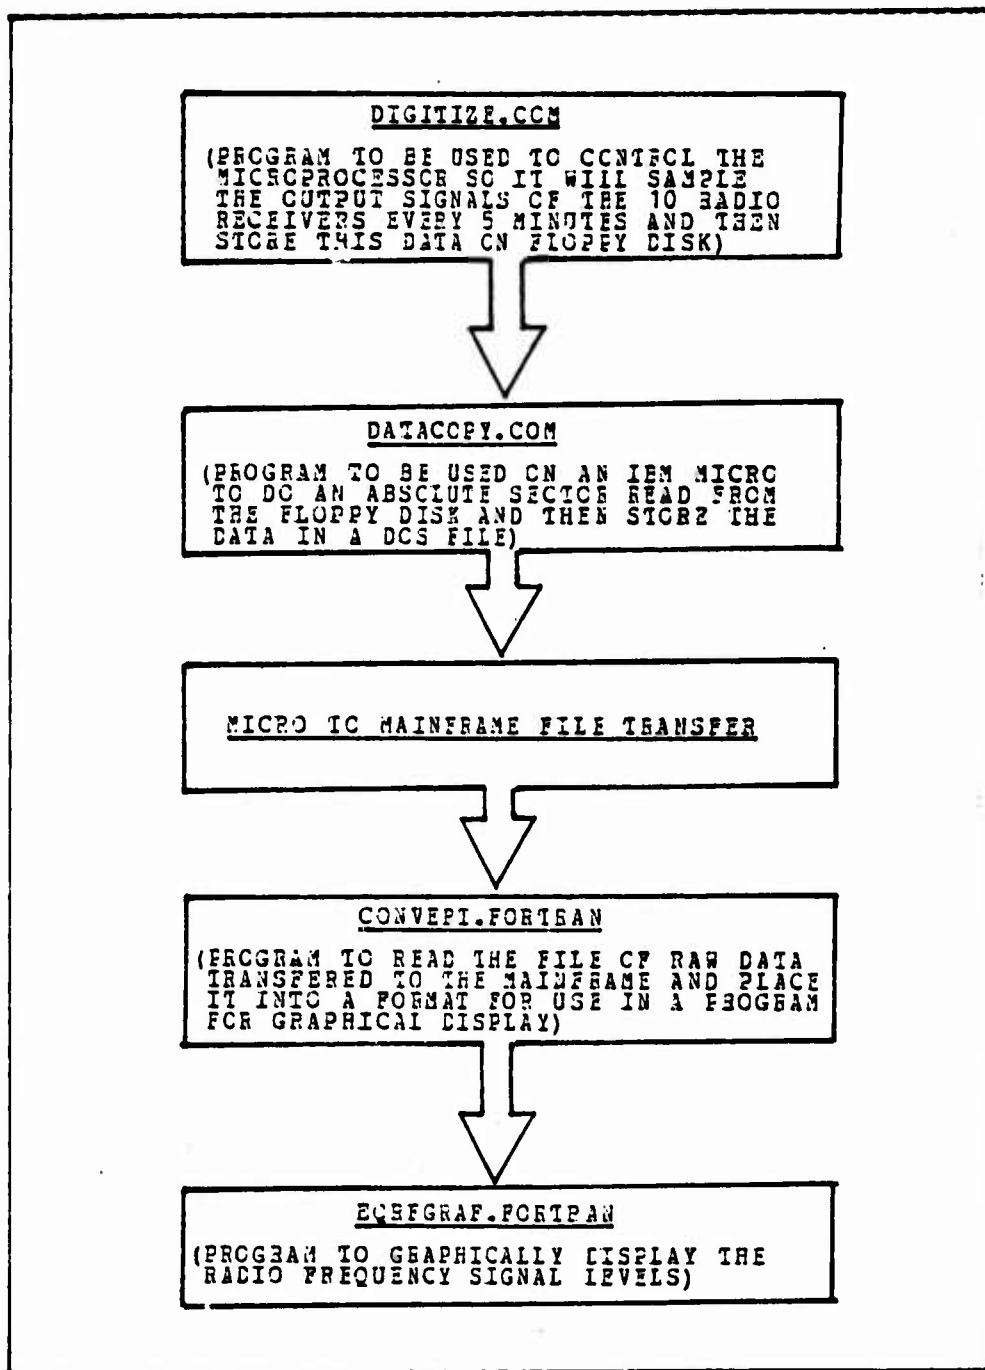 DIGITIZE.COM
(PROGRAM TO BE USED TO CONTROL THE
MICROPROCESSOR SO IT WILL SAMPLE
THE OUTPUT SIGNALS OF THE 10 RADIO
RECEIVERS EVERY 5 MINUTES AND THEN
STORE THIS DATA ON FLOPPY DISK)
DATACOPY.COM
(PROGRAM TO BE USED ON AN IBM MICRO
TO DO AN ABSOLUTE SECTOR READ FROM
THE FLOPPY DISK AND THEN STORE THE
DATA IN A DOS FILE)
MICRO TO MAINFRAME FILE TRANSFER
CONVERT.FORTRAN
(PROGRAM TO READ THE FILE OF RAW DATA
TRANSFERED TO THE MAINFRAME AND PLACE
IT INTO A FORMAT FOR USE IN A PROGRAM
FOR GRAPHICAL DISPLAY)
EQRFGRAF.FORTRAN
(PROGRAM TO GRAPHICALLY DISPLAY THE
RADIO FREQUENCY SIGNAL LEVELS)